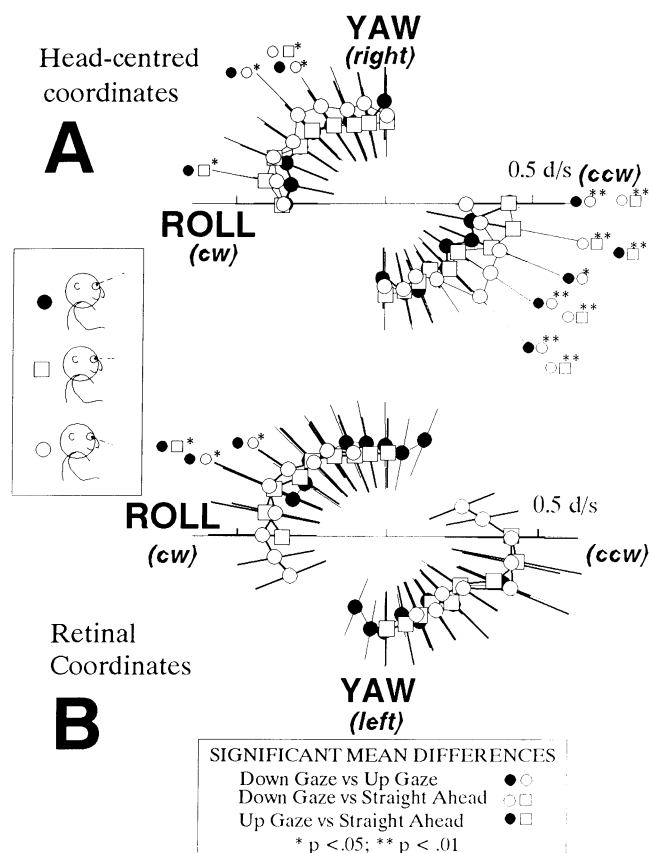 YAW
(right)
Head-centred
coordinates
A
*
* *
*
0.5 d/s (ccw)
** **
ROLL
(cw)
**
**
*
**
**
**
**
* *
*
ROLL
(cw)
0.5 d/s
(ccw)
Retinal
Coordinates
B
YAW
(left)
SIGNIFICANT MEAN DIFFERENCES
Down Gaze vs Up Gaze
Down Gaze vs Straight Ahead
Up Gaze vs Straight Ahead
* p <.05; ** p < .01